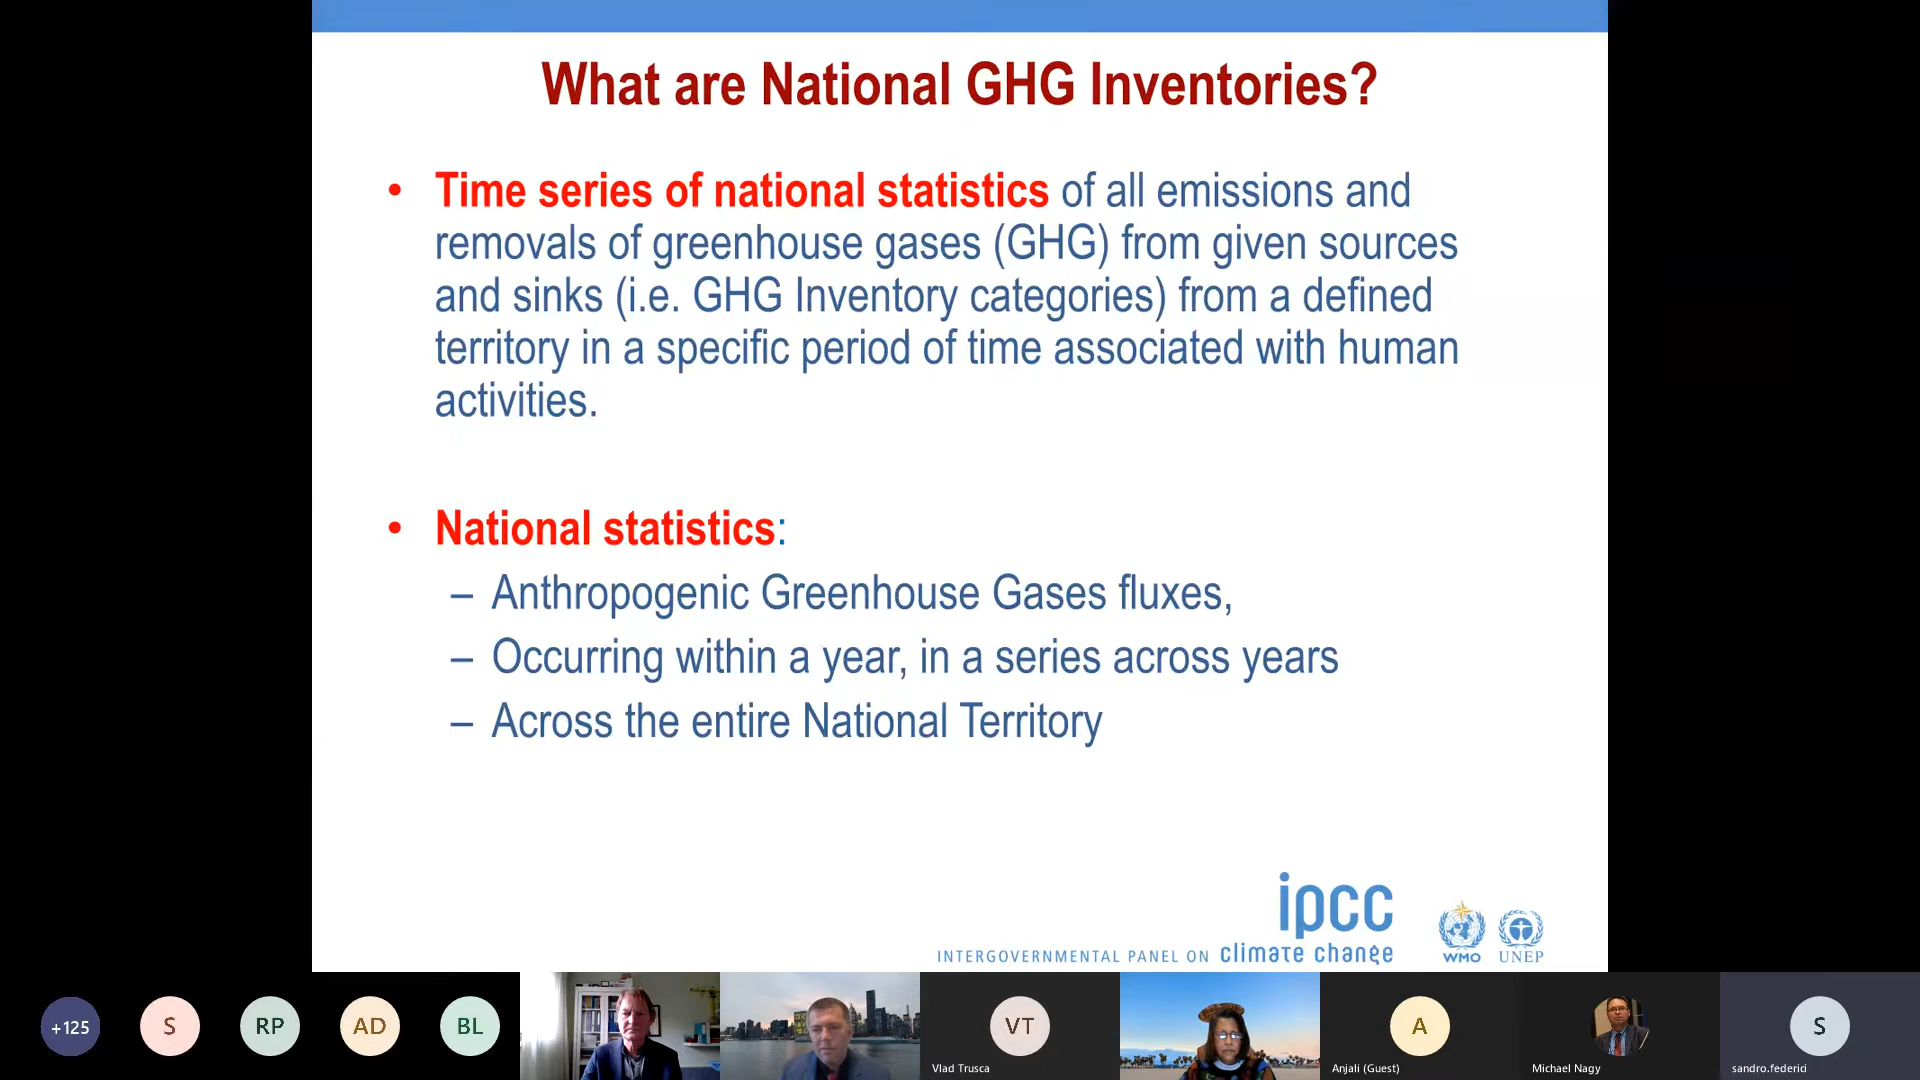 What are National GHG Inventories?
• Time series of national statistics of all emissions and
removals of greenhouse gases (GHG) from given sources
and sinks (i.e. GHG Inventory categories) from a defined
territory in a specific period of time associated with human
activities.
• National statistics:
– Anthropogenic Greenhouse Gases fluxes,
– Occurring within a year, in a series across years
– Across the entire National Territory
ipcc
INTERGOVERNMENTAL PANEL ON climate change
WMO
UNEP
+125
S
RP
AD
BL
VT
Vlad Trusca
A
Anjali (Guest)
Michael Nagy
S
sandro.federici